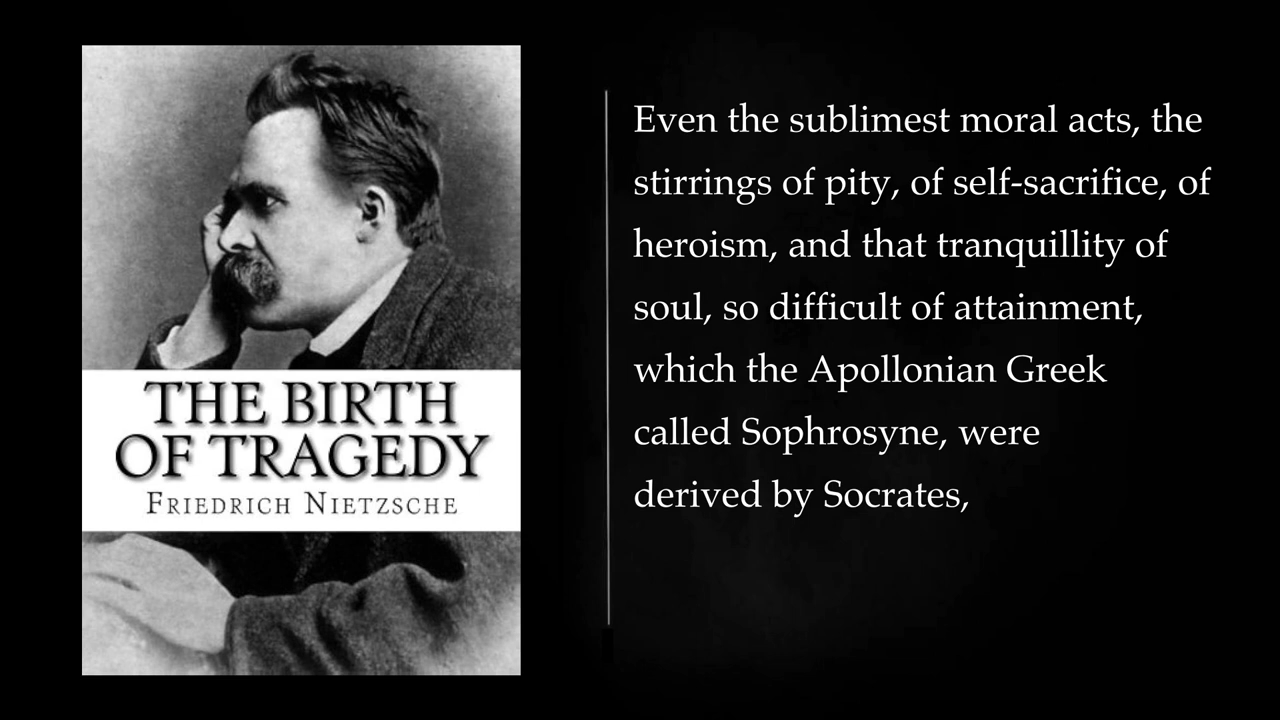 THE BIRTH
OF TRAGEDY
FRIEDRICH NIETZSCHE
Even the sublimest moral acts, the
stirrings of pity, of self-sacrifice, of
heroism, and that tranquillity of
soul, so difficult of attainment,
which the Apollonian Greek
called Sophrosyne, were
derived by Socrates,